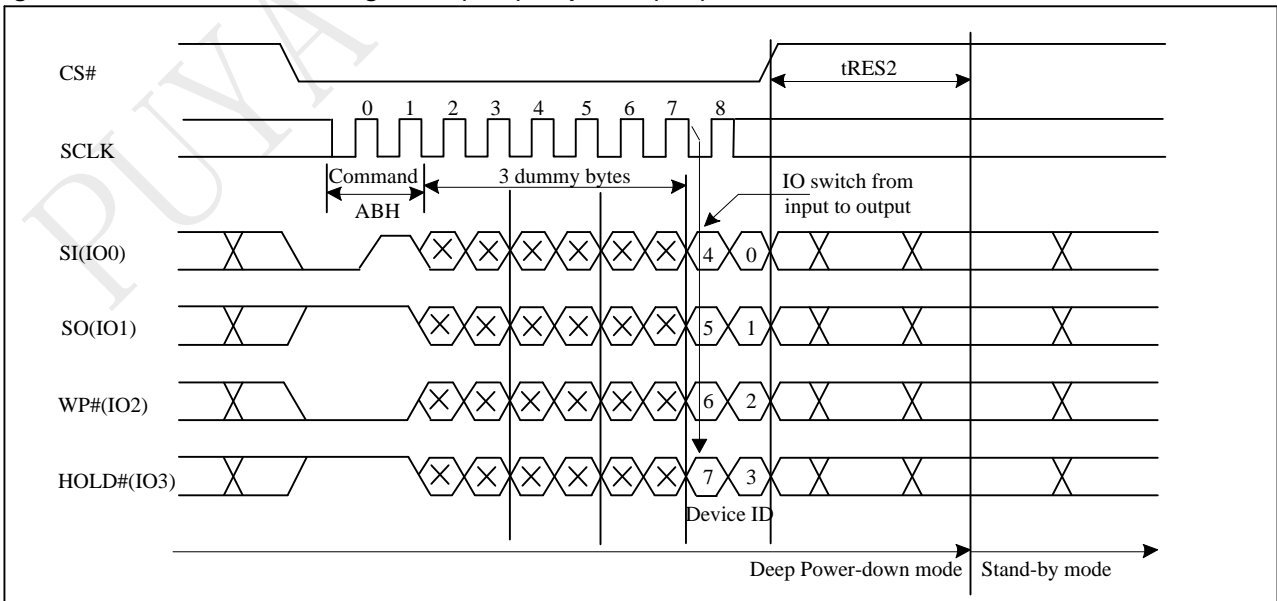 PUYA
CS#
tRES2
0 1 2 3 4 5 6 7 8
SCLK
Command
ABH
3 dummy bytes
IO switch from
input to output
SI(IO0)
4 0
SO(IO1)
5 1
WP#(IO2)
6 2
HOLD#(IO3)
7 3
Device ID
Deep Power-down mode
Stand-by mode